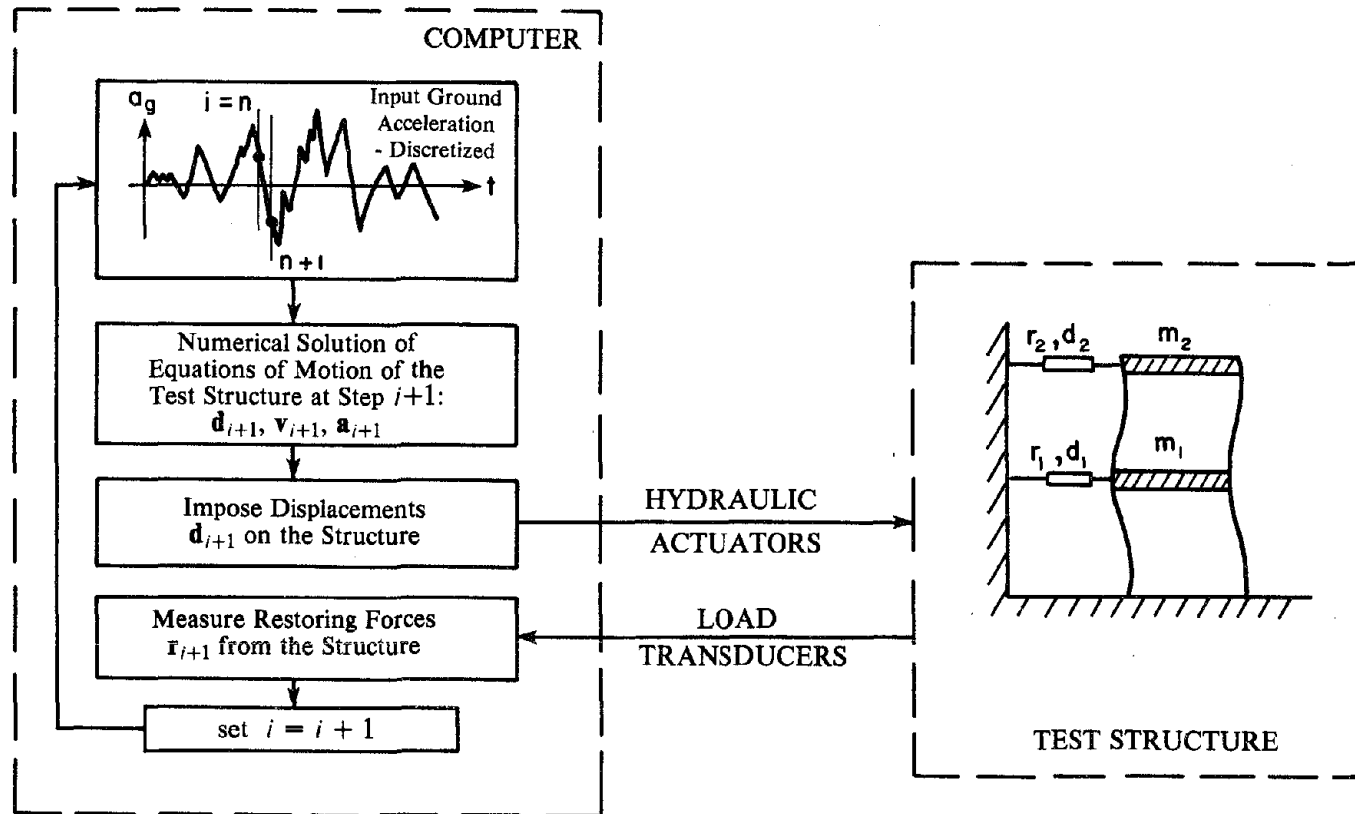 COMPUTER
a_g
i = n
Input Ground
Acceleration
- Discretized
t
n+1
Numerical Solution of
Equations of Motion of the
Test Structure at Step i+1:
d_{i+1}, v_{i+1}, a_{i+1}
Impose Displacements
d_{i+1} on the Structure
HYDRAULIC
ACTUATORS
Measure Restoring Forces
r_{i+1} from the Structure
LOAD
TRANSDUCERS
set i = i + 1
r_2, d_2
m_2
r_1, d_1
m_1
TEST STRUCTURE